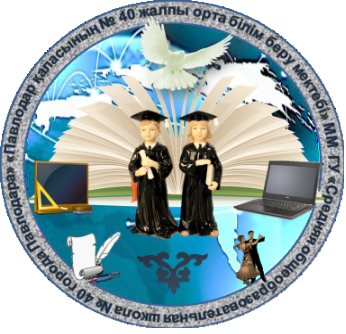 «Павлодар қаласының № 40 жалпы орта білім беру мектебі» ММ
ГУ «Средняя общеобразовательная школа № 40 города Павлодара»